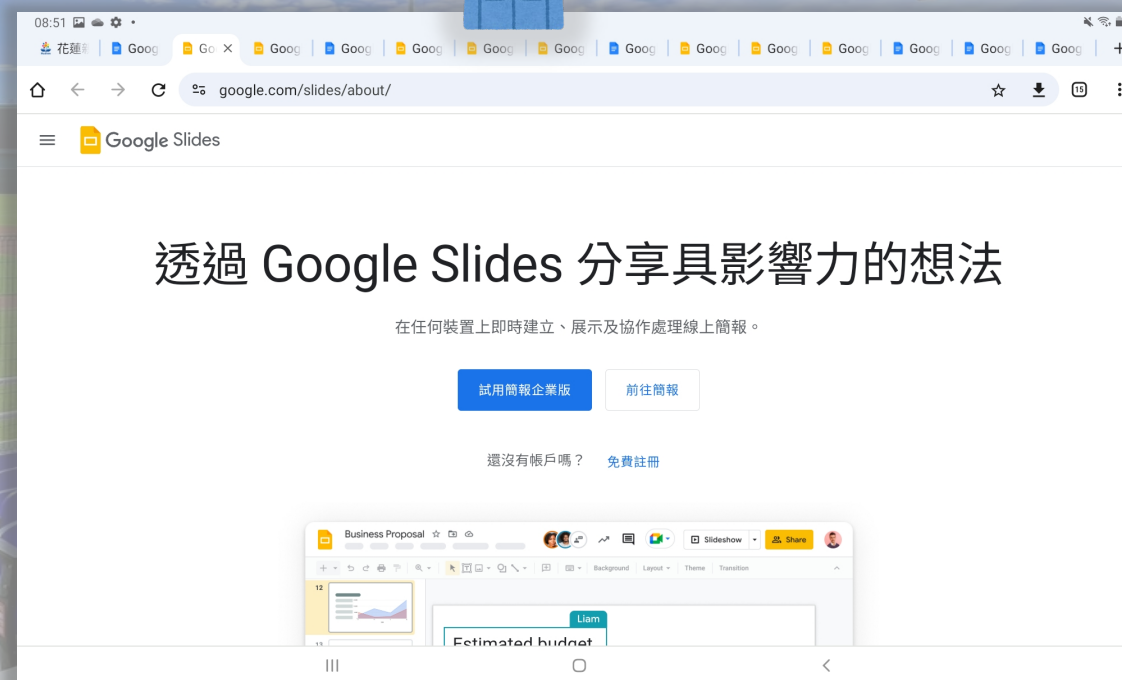 08:51
花蓮 Goog Go Goog Goog Goog Goog Goog Goog Goog Goog Goog Goog Goog Goog
google.com/slides/about/
15
Google Slides
透過 Google Slides 分享具影響力的想法
在任何裝置上即時建立、展示及協作處理線上簡報。
試用簡報企業版 前往簡報
還沒有帳戶嗎？ 免費註冊
Business Proposal Slideshow Share
Background Layout Theme Transition
12
Liam
Estimated budget